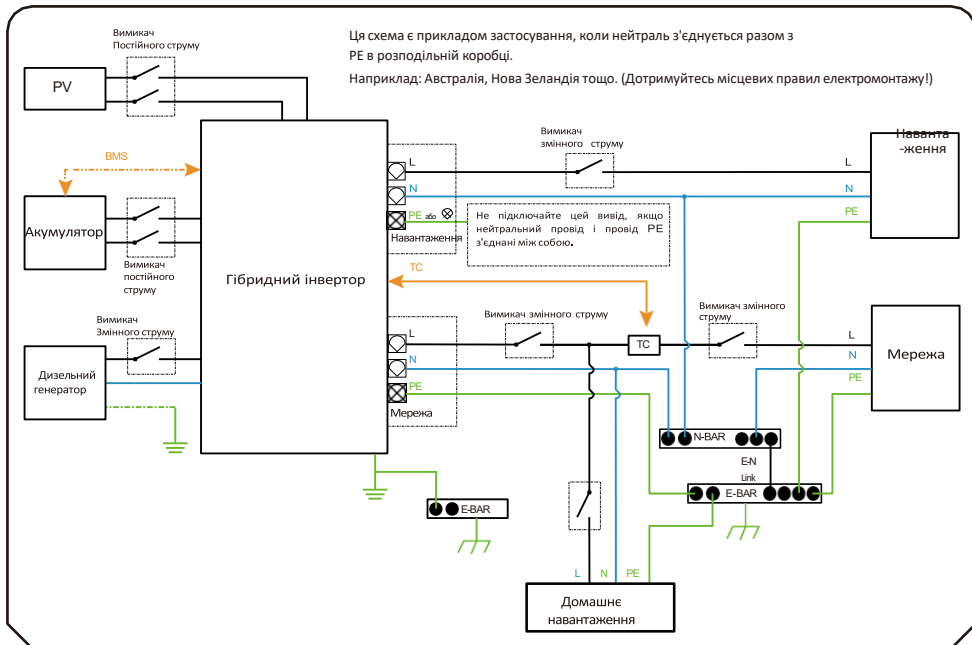 Ця схема є прикладом застосування, коли нейтраль з'єднується разом з
PE в розподільній коробці.
Наприклад: Австралія, Нова Зеландія тощо. (Дотримуйтесь місцевих правил електромонтажу!)
Вимикач
Постійного струму
PV
BMS
Акумулятор
Вимикач
постійного
струму
Вимикач
Змінного струму
Дизельний
генератор
Гібридний інвертор
L
N
PE або
Навантаження
Не підключайте цей вивід, якщо
нейтральний провід і провід PE
з'єднані між собою.
Вимикач
змінного струму
L
N
PE
Наванта
-ження
TC
Вимикач змінного струму
TC
Вимикач змінного
струму
L
N
PE
Мережа
L
N
PE
Мережа
N-BAR
E-N
Link
E-BAR
E-BAR
L N PE
Домашнє
навантаження